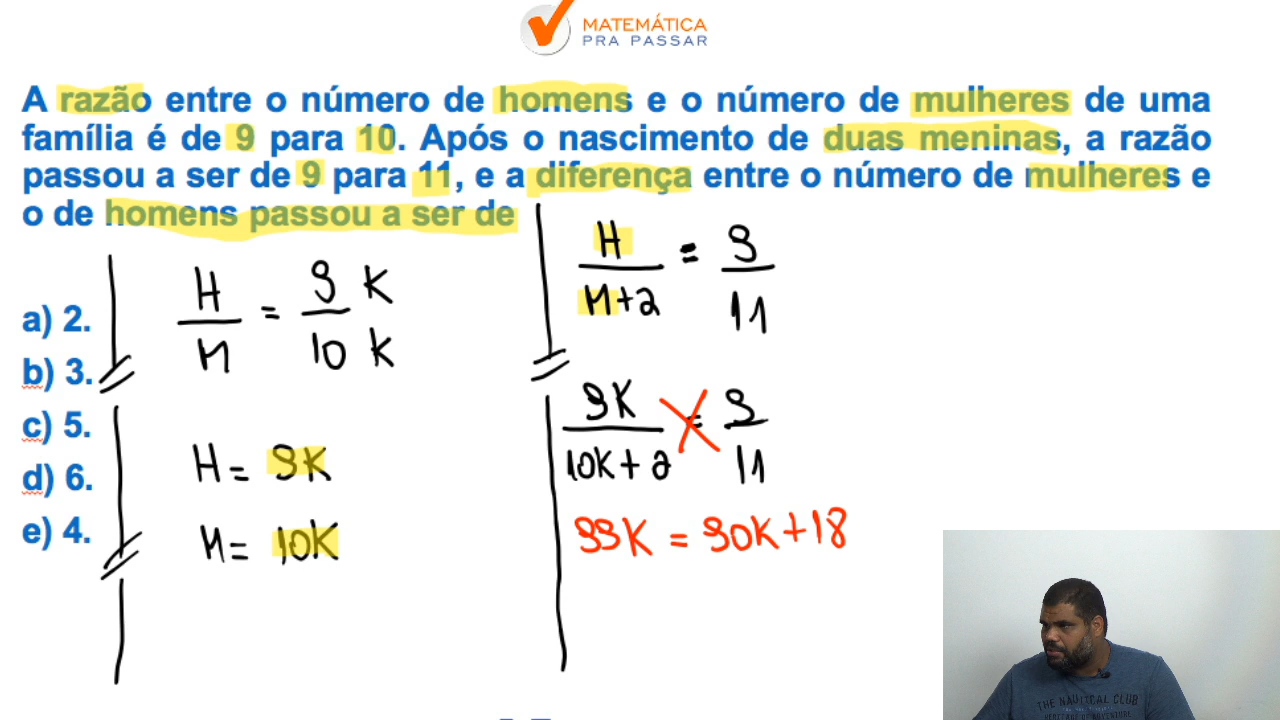 MATEMÁTICA
PRA PASSAR
A razão entre o número de homens e o número de mulheres de uma
família é de 9 para 10. Após o nascimento de duas meninas, a razão
passou a ser de 9 para 11, e a diferença entre o número de mulheres e
o de homens passou a ser de
a) 2.
b) 3.
c) 5.
d) 6.
e) 4.
H/M = 9K/10K
H = 9K
M = 10K
H/M+2 = 9/11
9K/10K+2 = 9/11
99K = 90K+18
THE NAUTICAL CLUB